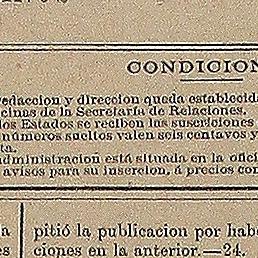 CONDICION
redaccion y direccion queda establecida
cinas de la Secretaría de Relaciones.
los Estados se reciben las suscriciones
números sueltos valen seis centavos y
ta.
administracion está situada en la ofici
avisos para su insercion, á precios con
a pitió la publicacion por habe
es ciones en la anterior.—24.